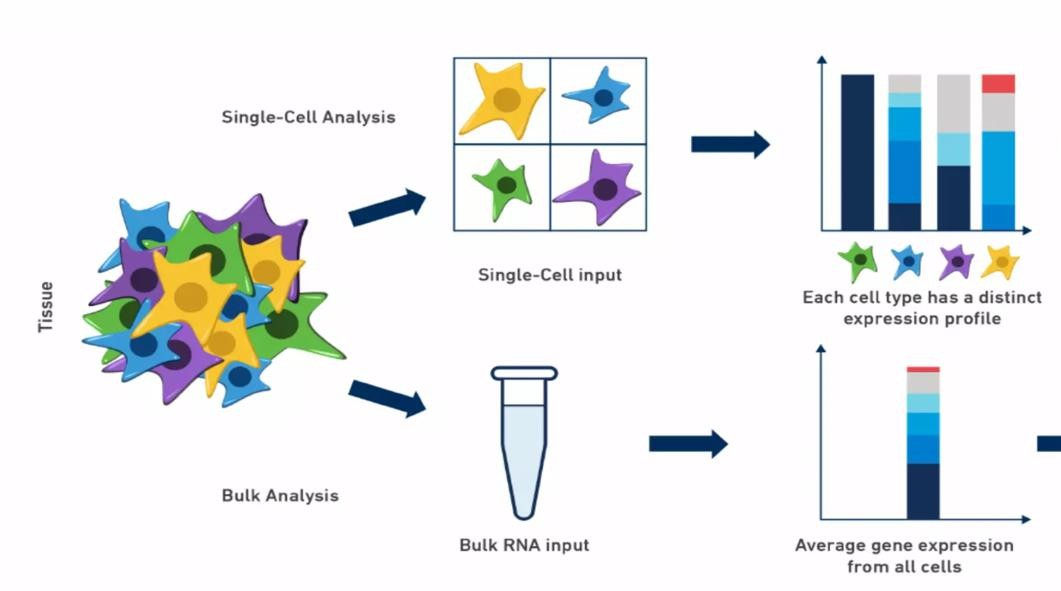 Single-Cell Analysis
Tissue
Single-Cell input
Each cell type has a distinct
expression profile
Bulk Analysis
Bulk RNA input
Average gene expression
from all cells